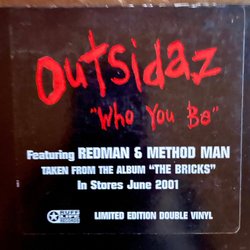 Outsidaz
"Who You Be"
Featuring REDMAN & METHOD MAN
TAKEN FROM THE ALBUM "THE BRICKS"
In Stores June 2001
LIMITED EDITION DOUBLE VINYL